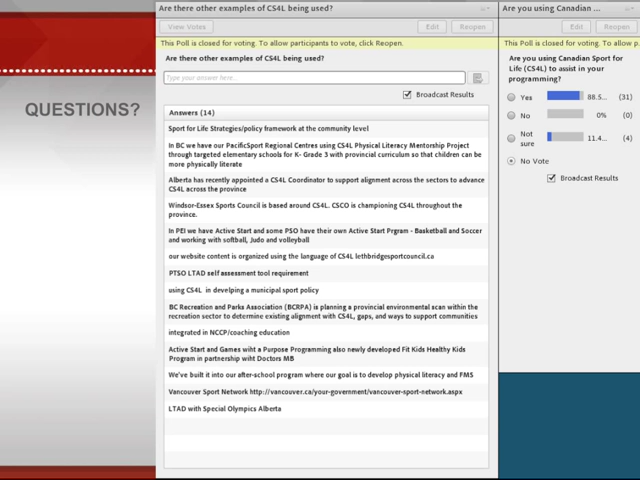 QUESTIONS?
Are there other examples of CS4L being used?
View Votes
Edit
Reopen
This Poll is closed for voting. To allow participants to vote, click Reopen.
Are there other examples of CS4L being used?
Type your answer here...
Broadcast Results
Answers (14)
Sport for Life Strategies/policy framework at the community level
In BC we have our PacificSport Regional Centres using CS4L Physical Literacy Mentorship Project
through targeted elementary schools for K- Grade 3 with provincial curriculum so that children can be
more physically literate
Alberta has recently appointed a CS4L Coordinator to support alignment across the sectors to advance
CS4L across the province
Windsor-Essex Sports Council is based around CS4L. CSCO is championing CS4L throughout the
province.
In PEI we have Active Start and some PSO have their own Active Start Prgram - Basketball and Soccer
and working with softball, Judo and volleyball
our website content is organized using the language of CS4L lethbridgesportcouncil.ca
PTSO LTAD self assessment tool requirement
using CS4L in develping a municipal sport policy
BC Recreation and Parks Association (BCRPA) is planning a provincial environmental scan within the
recreation sector to determine existing alignment with CS4L, gaps, and ways to support communities
integrated in NCCP/coaching education
Active Start and Games wiht a Purpose Programming also newly developed Fit Kids Healthy Kids
Program in partnership wiht Doctors MB
We've built it into our after-school program where our goal is to develop physical literacy and FMS
Vancouver Sport Network http://vancouver.ca/your-government/vancouver-sport-network.aspx
LTAD with Special Olympics Alberta
Are you using Canadian ...
Edit
Reopen
This Poll is closed for voting. To allow p
Are you using Canadian Sport for
Life (CS4L) to assist in your
programming?
Yes 88.5... (31)
No 0% (0)
Not sure 11.4... (4)
No Vote
Broadcast Results